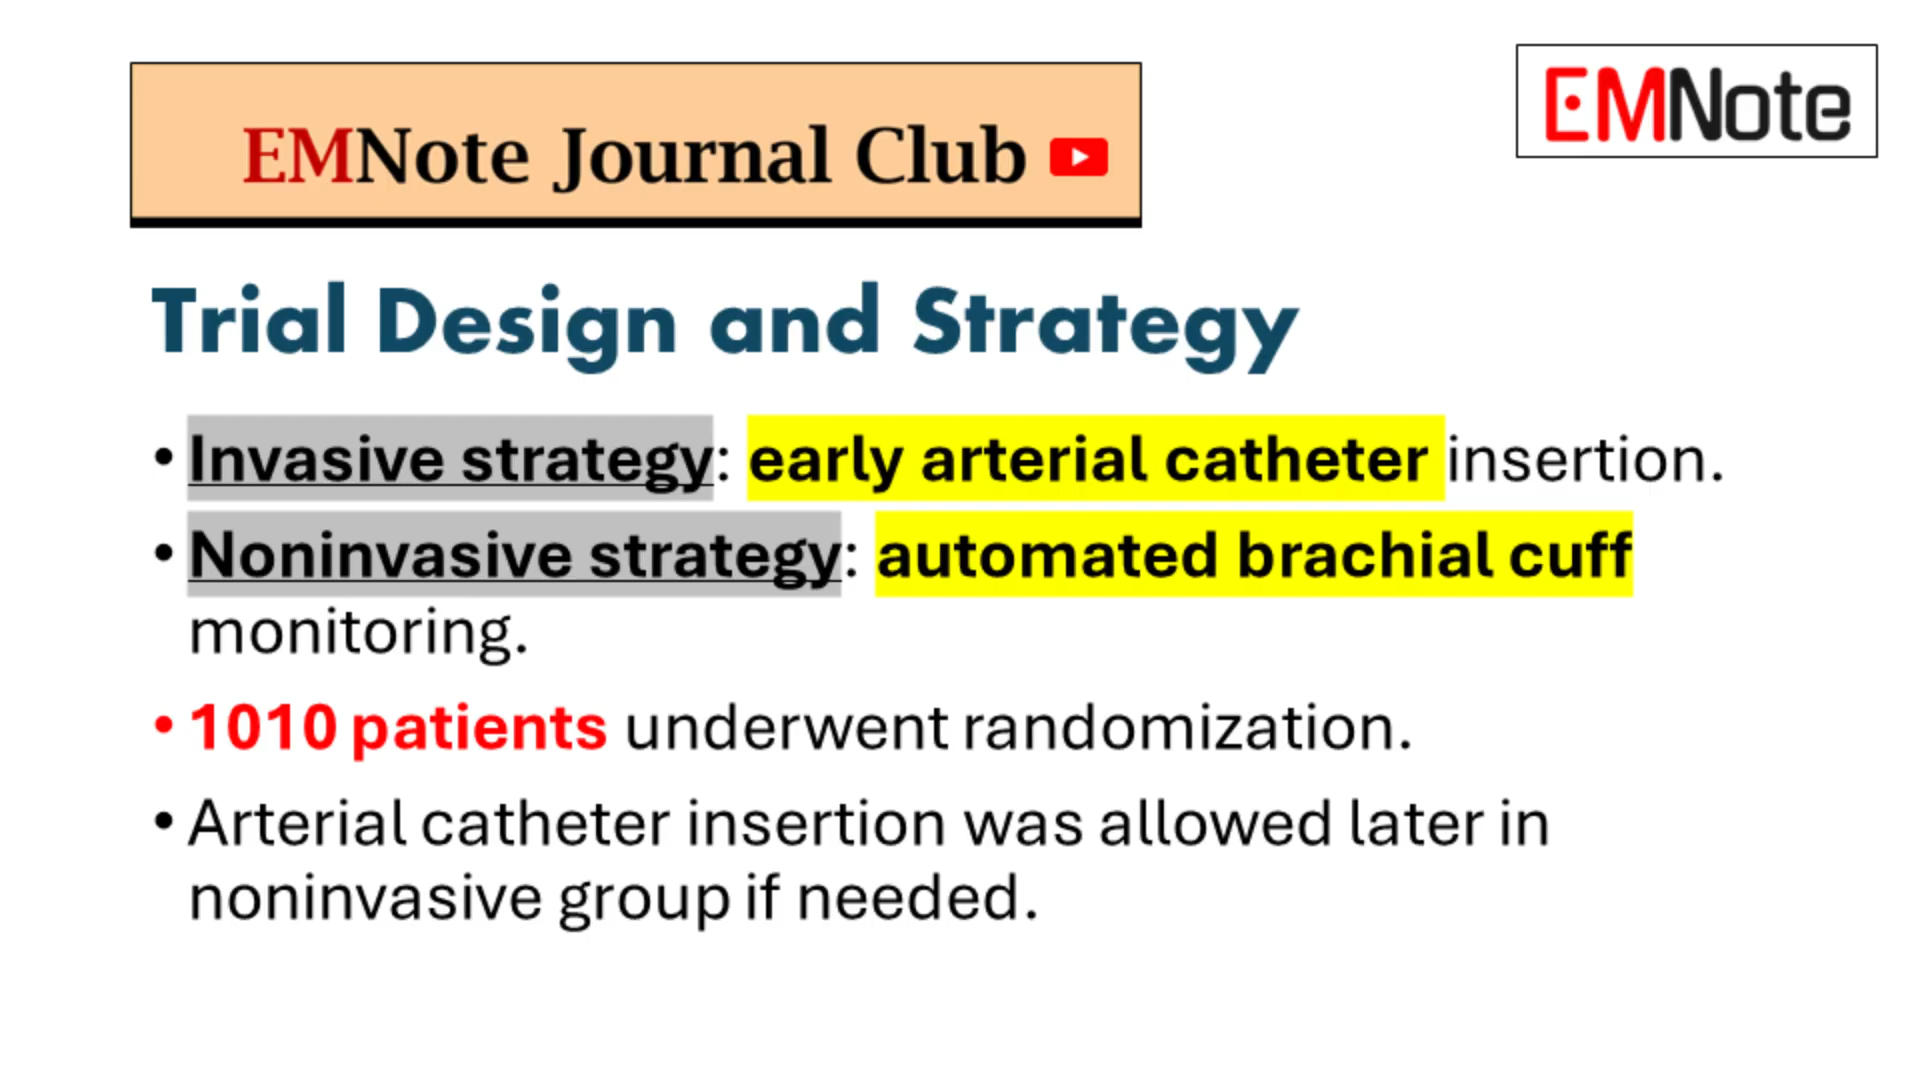 EMNote Journal Club
EMNote
Trial Design and Strategy
• Invasive strategy: early arterial catheter insertion.
• Noninvasive strategy: automated brachial cuff
monitoring.
• 1010 patients underwent randomization.
• Arterial catheter insertion was allowed later in
noninvasive group if needed.